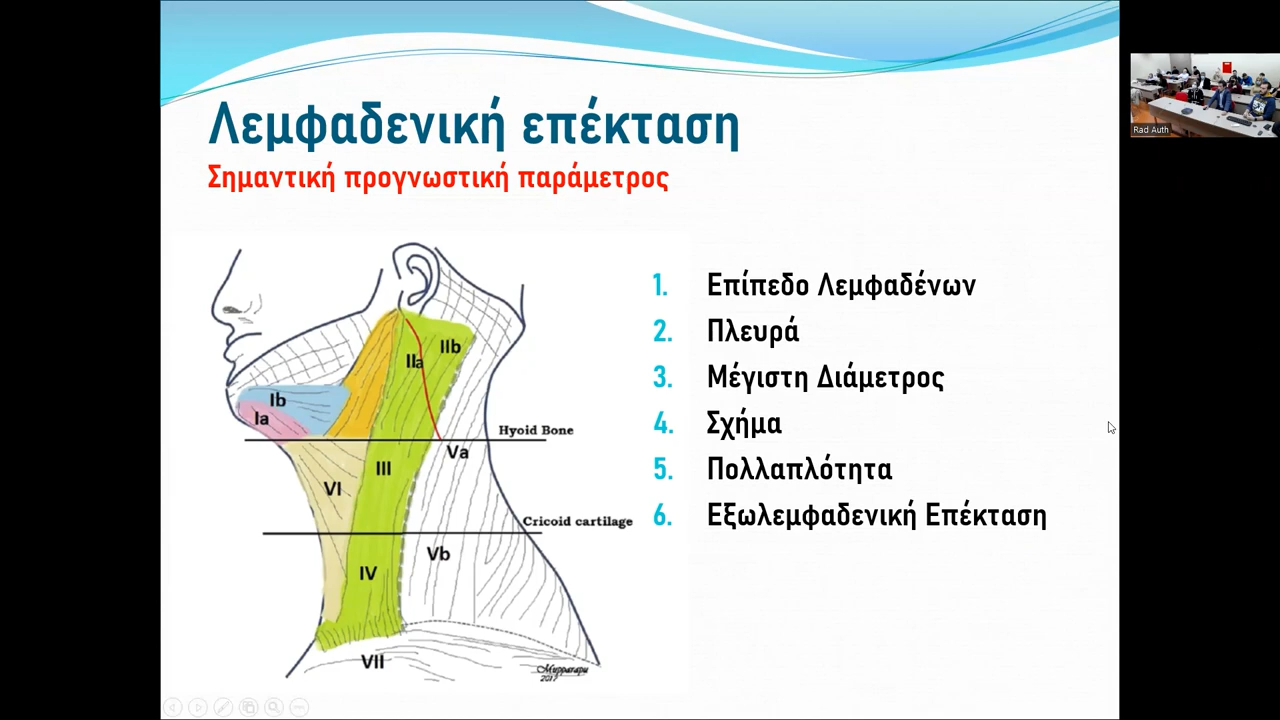 Λεμφαδενική επέκταση
Σημαντική προγνωστική παράμετρος
Rad Auth
1. Επίπεδο Λεμφαδένων
2. Πλευρά
3. Μέγιστη Διάμετρος
4. Σχήμα
5. Πολλαπλότητα
6. Εξωλεμφαδενική Επέκταση
IIb
IIa
Ib
Ia
Hyoid Bone
Va
III
VI
Cricoid cartilage
Vb
IV
VII